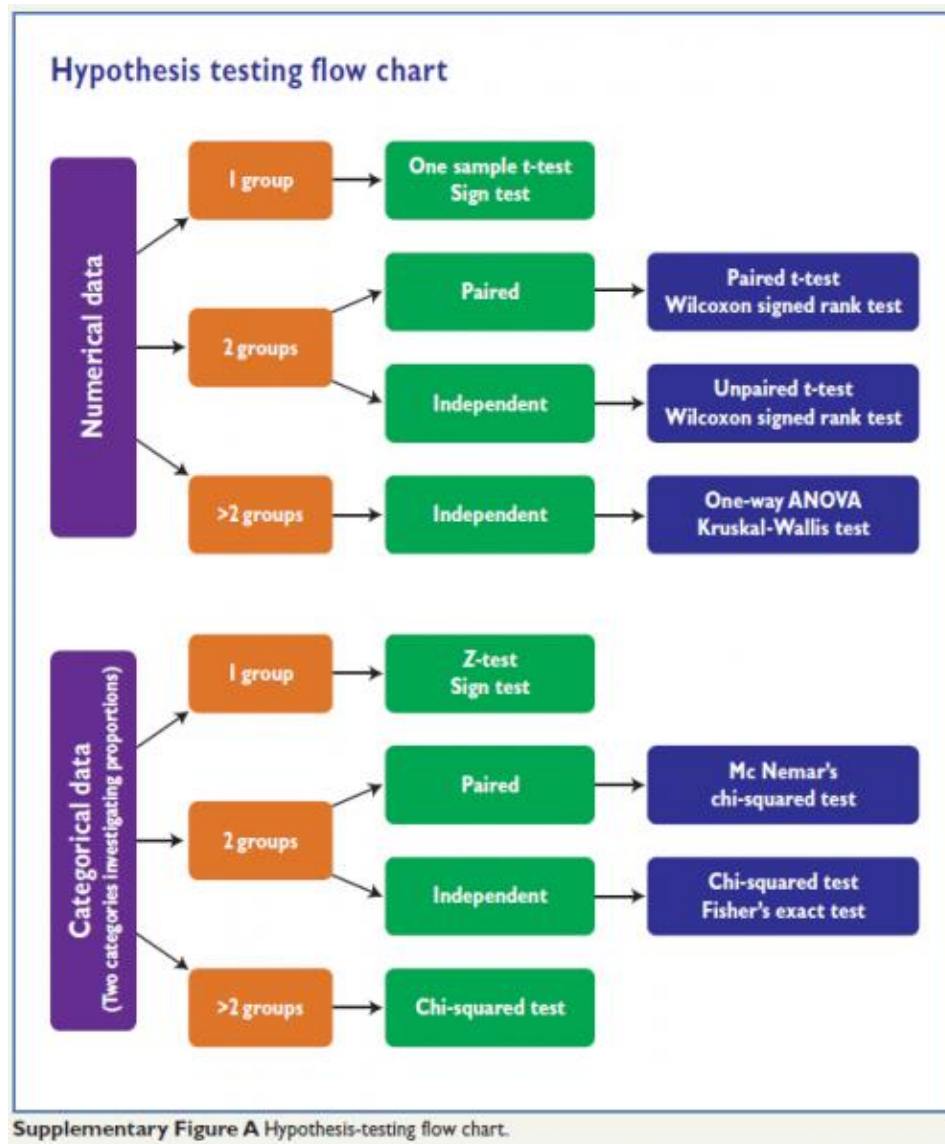 Hypothesis testing flow chart
Numerical data
1 group
One sample t-test
Sign test
2 groups
Paired
Paired t-test
Wilcoxon signed rank test
Independent
Unpaired t-test
Wilcoxon signed rank test
>2 groups
Independent
One-way ANOVA
Kruskal-Wallis test
Categorical data
(Two categories investigating proportions)
1 group
Z-test
Sign test
2 groups
Paired
Mc Nemar's
chi-squared test
Independent
Chi-squared test
Fisher's exact test
>2 groups
Chi-squared test
Supplementary Figure A Hypothesis-testing flow chart.